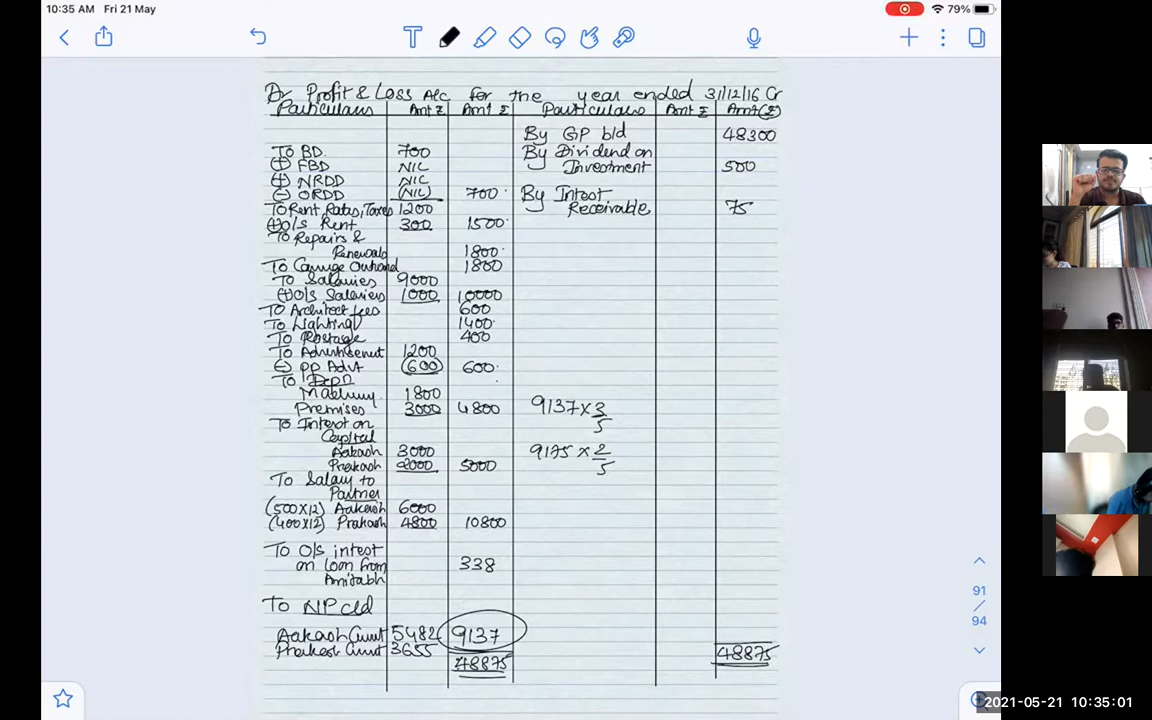 10:35 AM Fri 21 May
79%
Dr Profit & Loss A/c for the year ended 31/12/16 Cr
Particulars Amt ₹ Amt ₹ Particulars Amt ₹ Amt (₹)
By GP b/d 48300
To BD. 700 By Dividend on
(+) FBD NIL Investment 500
(+) NRDD NIL
(-) ORDD (NIL) 700 By Intest
To Rent, Rates, Taxes 1200 Receivable 75
(+) O/s Rent 300 1500
To Repairs &
Renewals 1800
To Carriage Outward 1800
To Salaries 9000
(+) O/s Salaries 1000 10000
To Architect fees 600
To Lighting 1400
To Postage 400
To Advertisement 1200
(-) PP Advt (600) 600
To Depn
Machinery 1800
Premises 3000 4800 9137 x 3/5
To Interest on
Capital
Aakash 3000 9175 x 2/5
Prakash 2000 5000
To Salary to
Partner
(500x12) Aakash 6000
(400x12) Prakash 4800 10800
To O/s intest
on loan from 338
Amitabh
To NP c/d
Aakash Curnt 5482 9137
Prakash Curnt 3655 48875
48875
91
/
94
2021-05-21 10:35:01